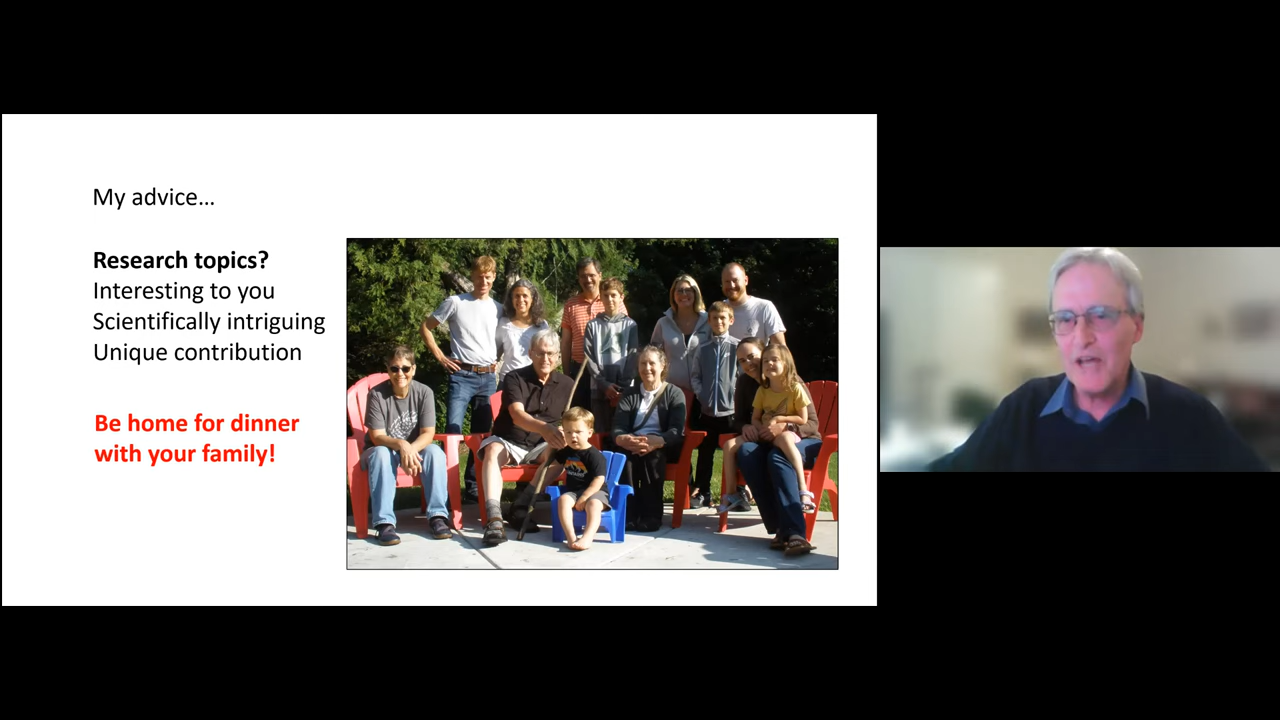 My advice…
Research topics?
Interesting to you
Scientifically intriguing
Unique contribution
Be home for dinner
with your family!